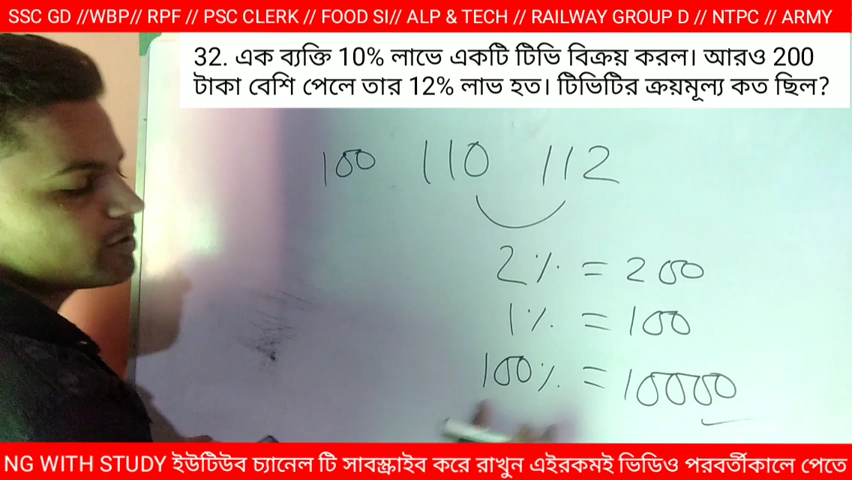 SSC GD //WBP// RPF // PSC CLERK // FOOD SI// ALP & TECH // RAILWAY GROUP D // NTPC // ARMY
32. এক ব্যক্তি 10% লাভে একটি টিভি বিক্রয় করল। আরও 200
টাকা বেশি পেলে তার 12% লাভ হত। টিভিটির ক্রয়মূল্য কত ছিল?
100 110 112
2% = 200
1% = 100
100% = 10000
NG WITH STUDY ইউটিউব চ্যানেল টি সাবস্ক্রাইব করে রাখুন এইরকমই ভিডিও পরবর্তীকালে পেতে